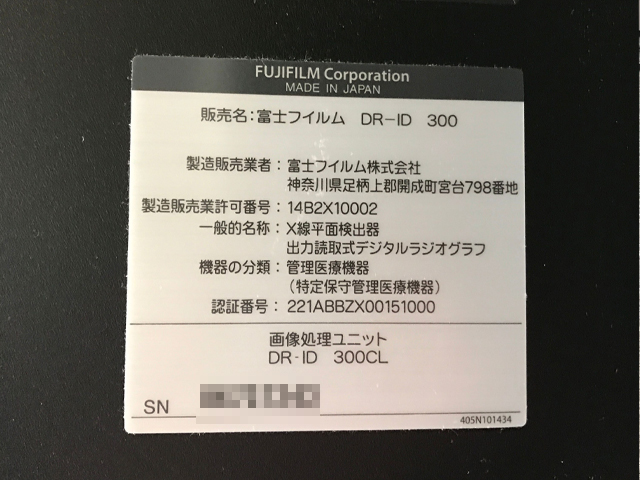 FUJIFILM Corporation
MADE IN JAPAN
販売名：富士フイルム DR-ID 300
製造販売業者：富士フイルム株式会社
神奈川県足柄上郡開成町宮台798番地
製造販売業許可番号：14B2X10002
一般的名称：X線平面検出器
出力読取式デジタルラジオグラフ
機器の分類：管理医療機器
（特定保守管理医療機器）
認証番号：221ABBZX00151000
画像処理ユニット
DR-ID 300CL
SN
405N101434